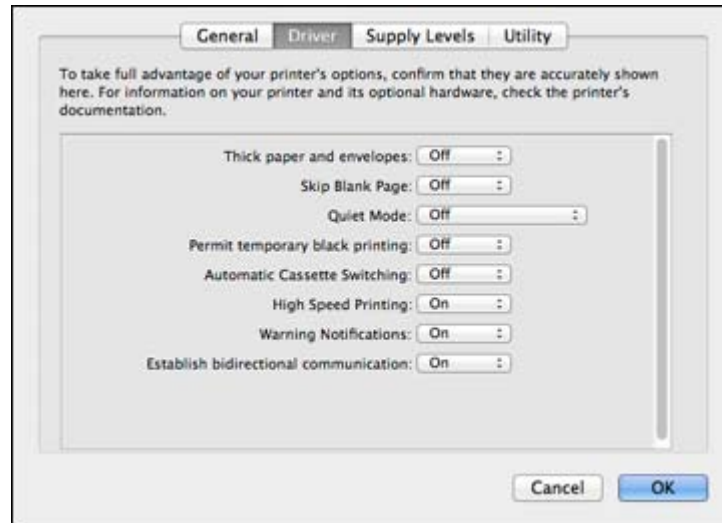 General Driver Supply Levels Utility
To take full advantage of your printer's options, confirm that they are accurately shown
here. For information on your printer and its optional hardware, check the printer's
documentation.
Thick paper and envelopes: Off
Skip Blank Page: Off
Quiet Mode: Off
Permit temporary black printing: Off
Automatic Cassette Switching: Off
High Speed Printing: On
Warning Notifications: On
Establish bidirectional communication: On
Cancel OK